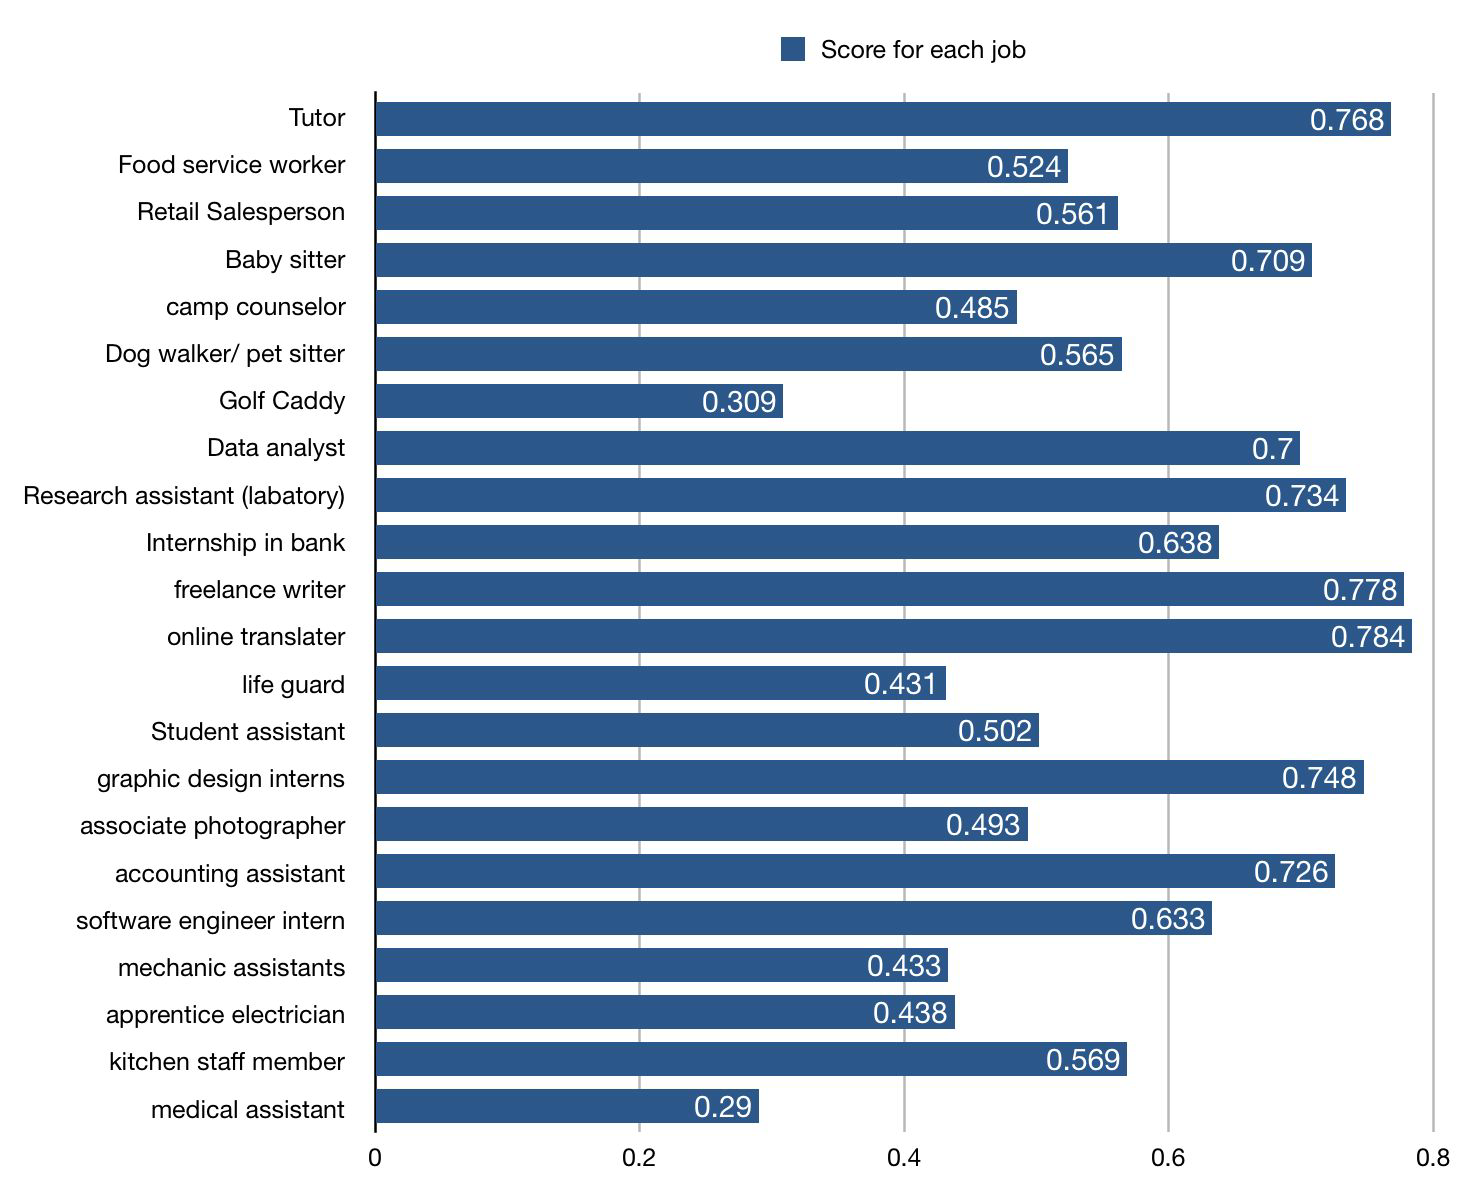 Score for each job
Tutor 0.768
Food service worker 0.524
Retail Salesperson 0.561
Baby sitter 0.709
camp counselor 0.485
Dog walker/ pet sitter 0.565
Golf Caddy 0.309
Data analyst 0.7
Research assistant (labatory) 0.734
Internship in bank 0.638
freelance writer 0.778
online translater 0.784
life guard 0.431
Student assistant 0.502
graphic design interns 0.748
associate photographer 0.493
accounting assistant 0.726
software engineer intern 0.633
mechanic assistants 0.433
apprentice electrician 0.438
kitchen staff member 0.569
medical assistant 0.29
0 0.2 0.4 0.6 0.8